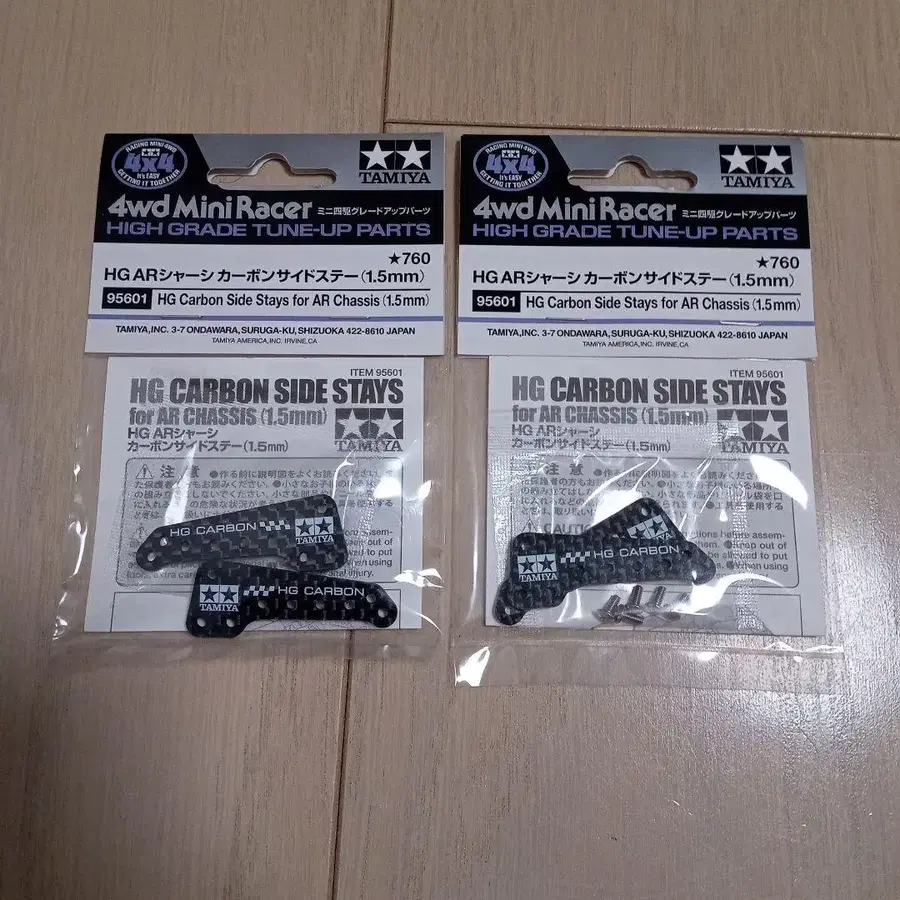 RACING MINI 4WD
4X4
It's EASY
GETTING IT TOGETHER
TAMIYA
4wd Mini Racer ミニ四駆グレードアップパーツ
HIGH GRADE TUNE-UP PARTS
★760
HG ARシャーシ カーボンサイドステー(1.5mm)
95601 HG Carbon Side Stays for AR Chassis (1.5mm)
TAMIYA,INC. 3-7 ONDAWARA, SURUGA-KU, SHIZUOKA 422-8610 JAPAN
TAMIYA AMERICA,INC. IRVINE,CA
ITEM 95601
HG CARBON SIDE STAYS
for AR CHASSIS (1.5mm)
HG ARシャーシ
カーボンサイドステー(1.5mm)
TAMIYA
注意
HG CARBON
TAMIYA
TAMIYA
HG CARBON
RACING MINI 4WD
4X4
It's EASY
GETTING IT TOGETHER
TAMIYA
4wd Mini Racer ミニ四駆グレードアップパーツ
HIGH GRADE TUNE-UP PARTS
★760
HG ARシャーシ カーボンサイドステー(1.5mm)
95601 HG Carbon Side Stays for AR Chassis (1.5mm)
TAMIYA,INC. 3-7 ONDAWARA, SURUGA-KU, SHIZUOKA 422-8610 JAPAN
TAMIYA AMERICA,INC. IRVINE,CA
ITEM 95601
HG CARBON SIDE STAYS
for AR CHASSIS (1.5mm)
HG ARシャーシ
カーボンサイドステー(1.5mm)
TAMIYA
注意
CAUTION
TAMIYA
HG CARBON
TAMIYA